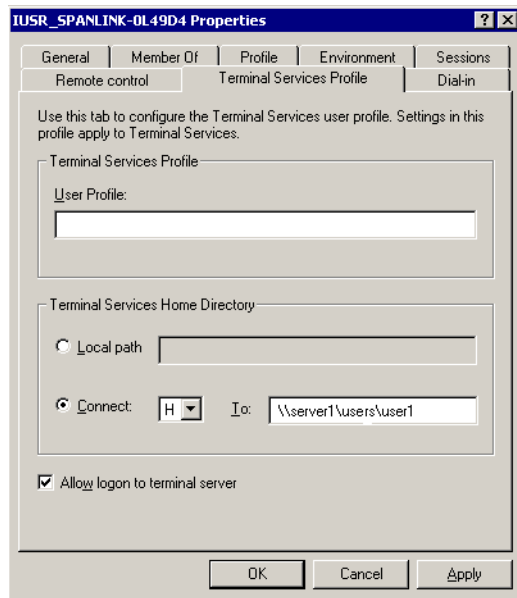 IUSR_SPANLINK-0L49D4 Properties
General Member Of Profile Environment Sessions
Remote control Terminal Services Profile Dial-in
Use this tab to configure the Terminal Services user profile. Settings in this
profile apply to Terminal Services.
Terminal Services Profile
User Profile:
Terminal Services Home Directory
Local path
Connect: H To: \\server1\users\user1
Allow logon to terminal server
OK Cancel Apply